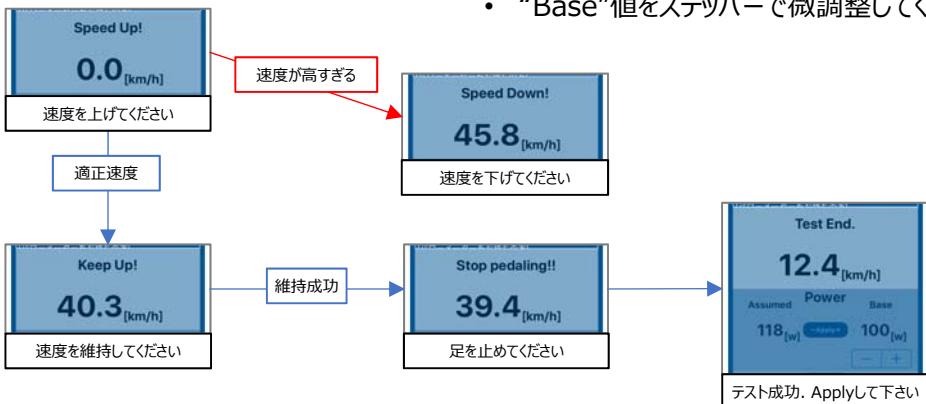 • “Base”値をステッパーで微調整してく
Speed Up!
0.0[km/h]
速度を上げてください
速度が高すぎる
Speed Down!
45.8[km/h]
速度を下げてください
適正速度
Keep Up!
40.3[km/h]
速度を維持してください
維持成功
Stop pedaling!!
39.4[km/h]
足を止めてください
Test End.
12.4[km/h]
Assumed Power Base
118[w] 100[w]
- +
テスト成功. Applyして下さい